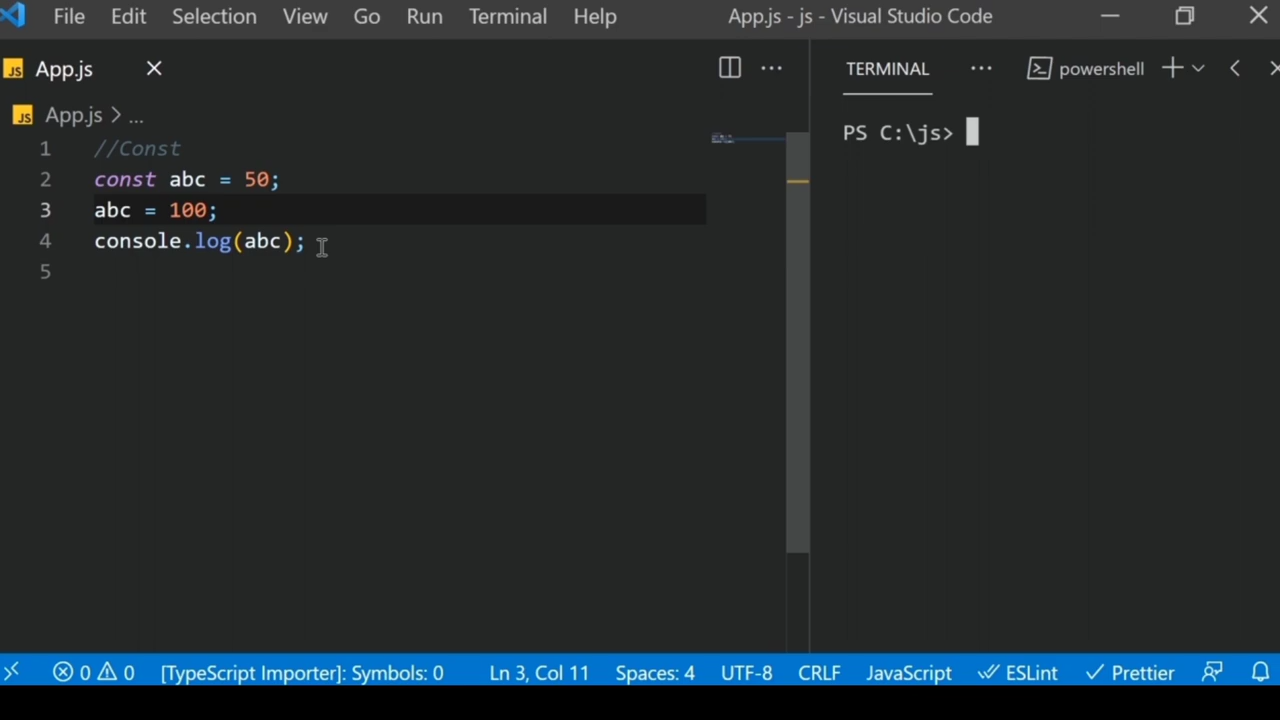 File Edit Selection View Go Run Terminal Help App.js - js - Visual Studio Code
JS App.js
TERMINAL ··· powershell
JS App.js > ...
PS C:\js>
1 //Const
2 const abc = 50;
3 abc = 100;
4 console.log(abc);
5
0 0 [TypeScript Importer]: Symbols: 0 Ln 3, Col 11 Spaces: 4 UTF-8 CRLF JavaScript ESLint Prettier